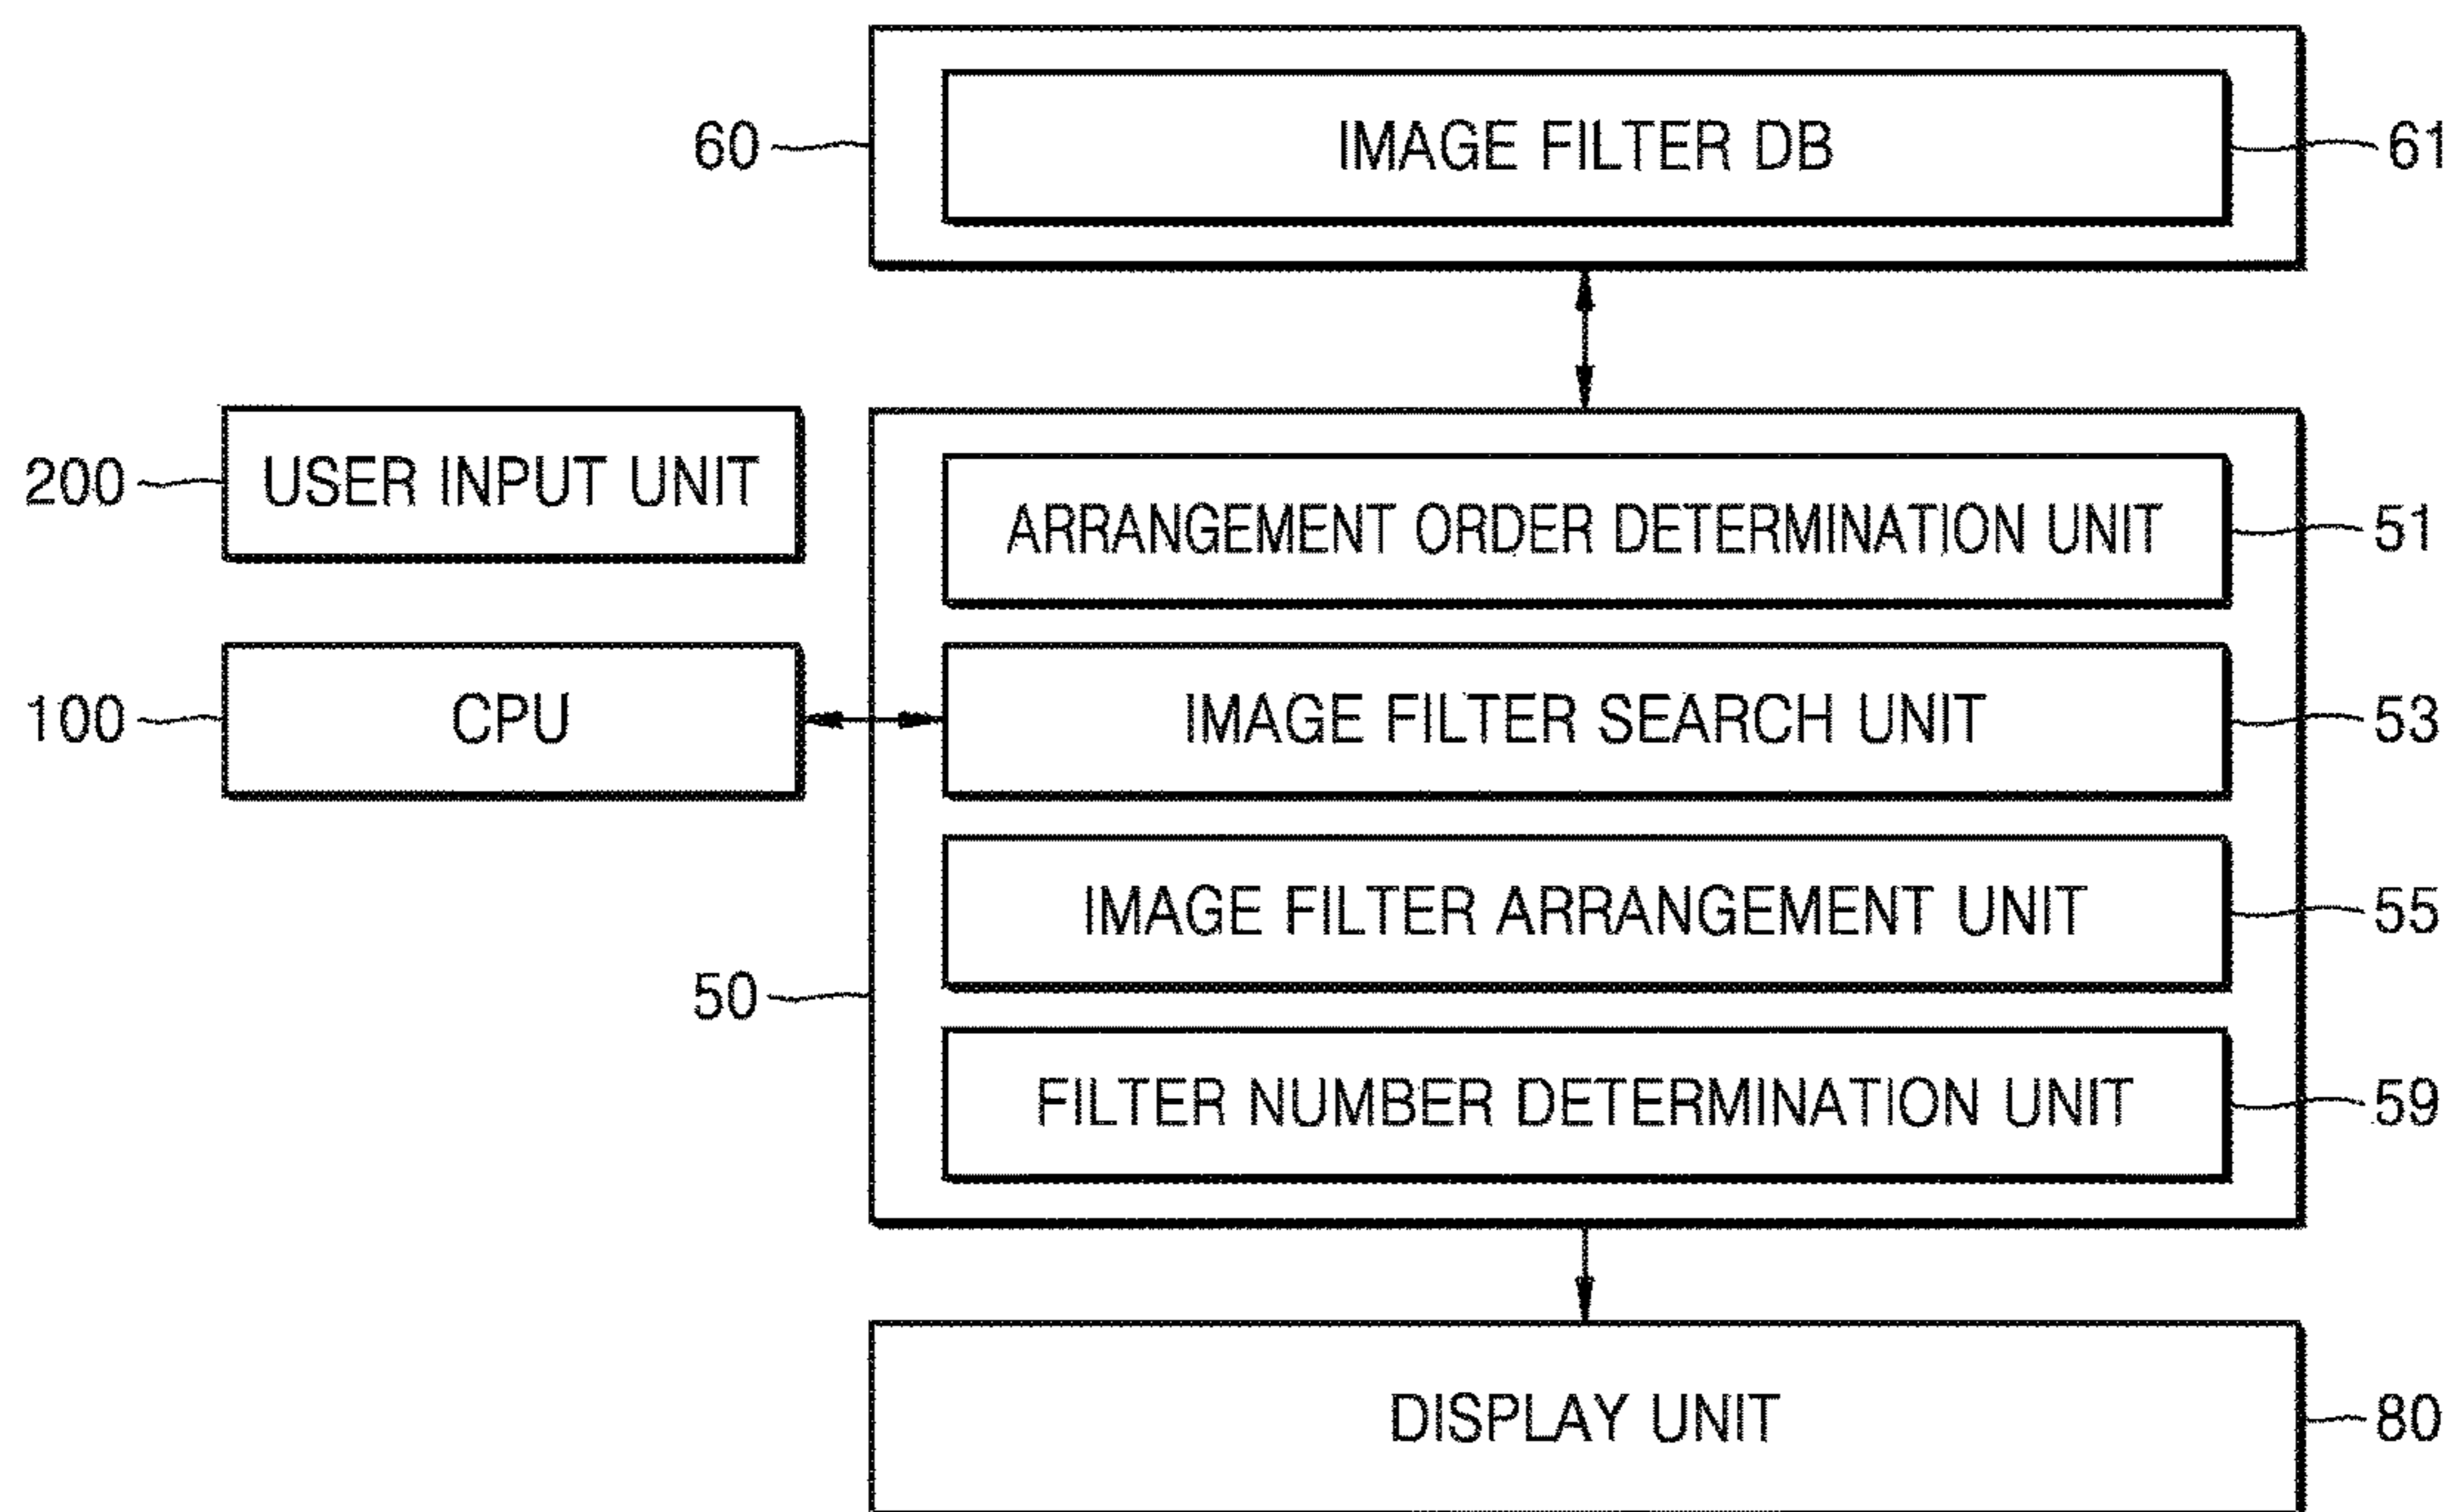 60
IMAGE FILTER DB
61
200
USER INPUT UNIT
ARRANGEMENT ORDER DETERMINATION UNIT
51
100
CPU
IMAGE FILTER SEARCH UNIT
53
IMAGE FILTER ARRANGEMENT UNIT
55
50
FILTER NUMBER DETERMINATION UNIT
59
DISPLAY UNIT
80